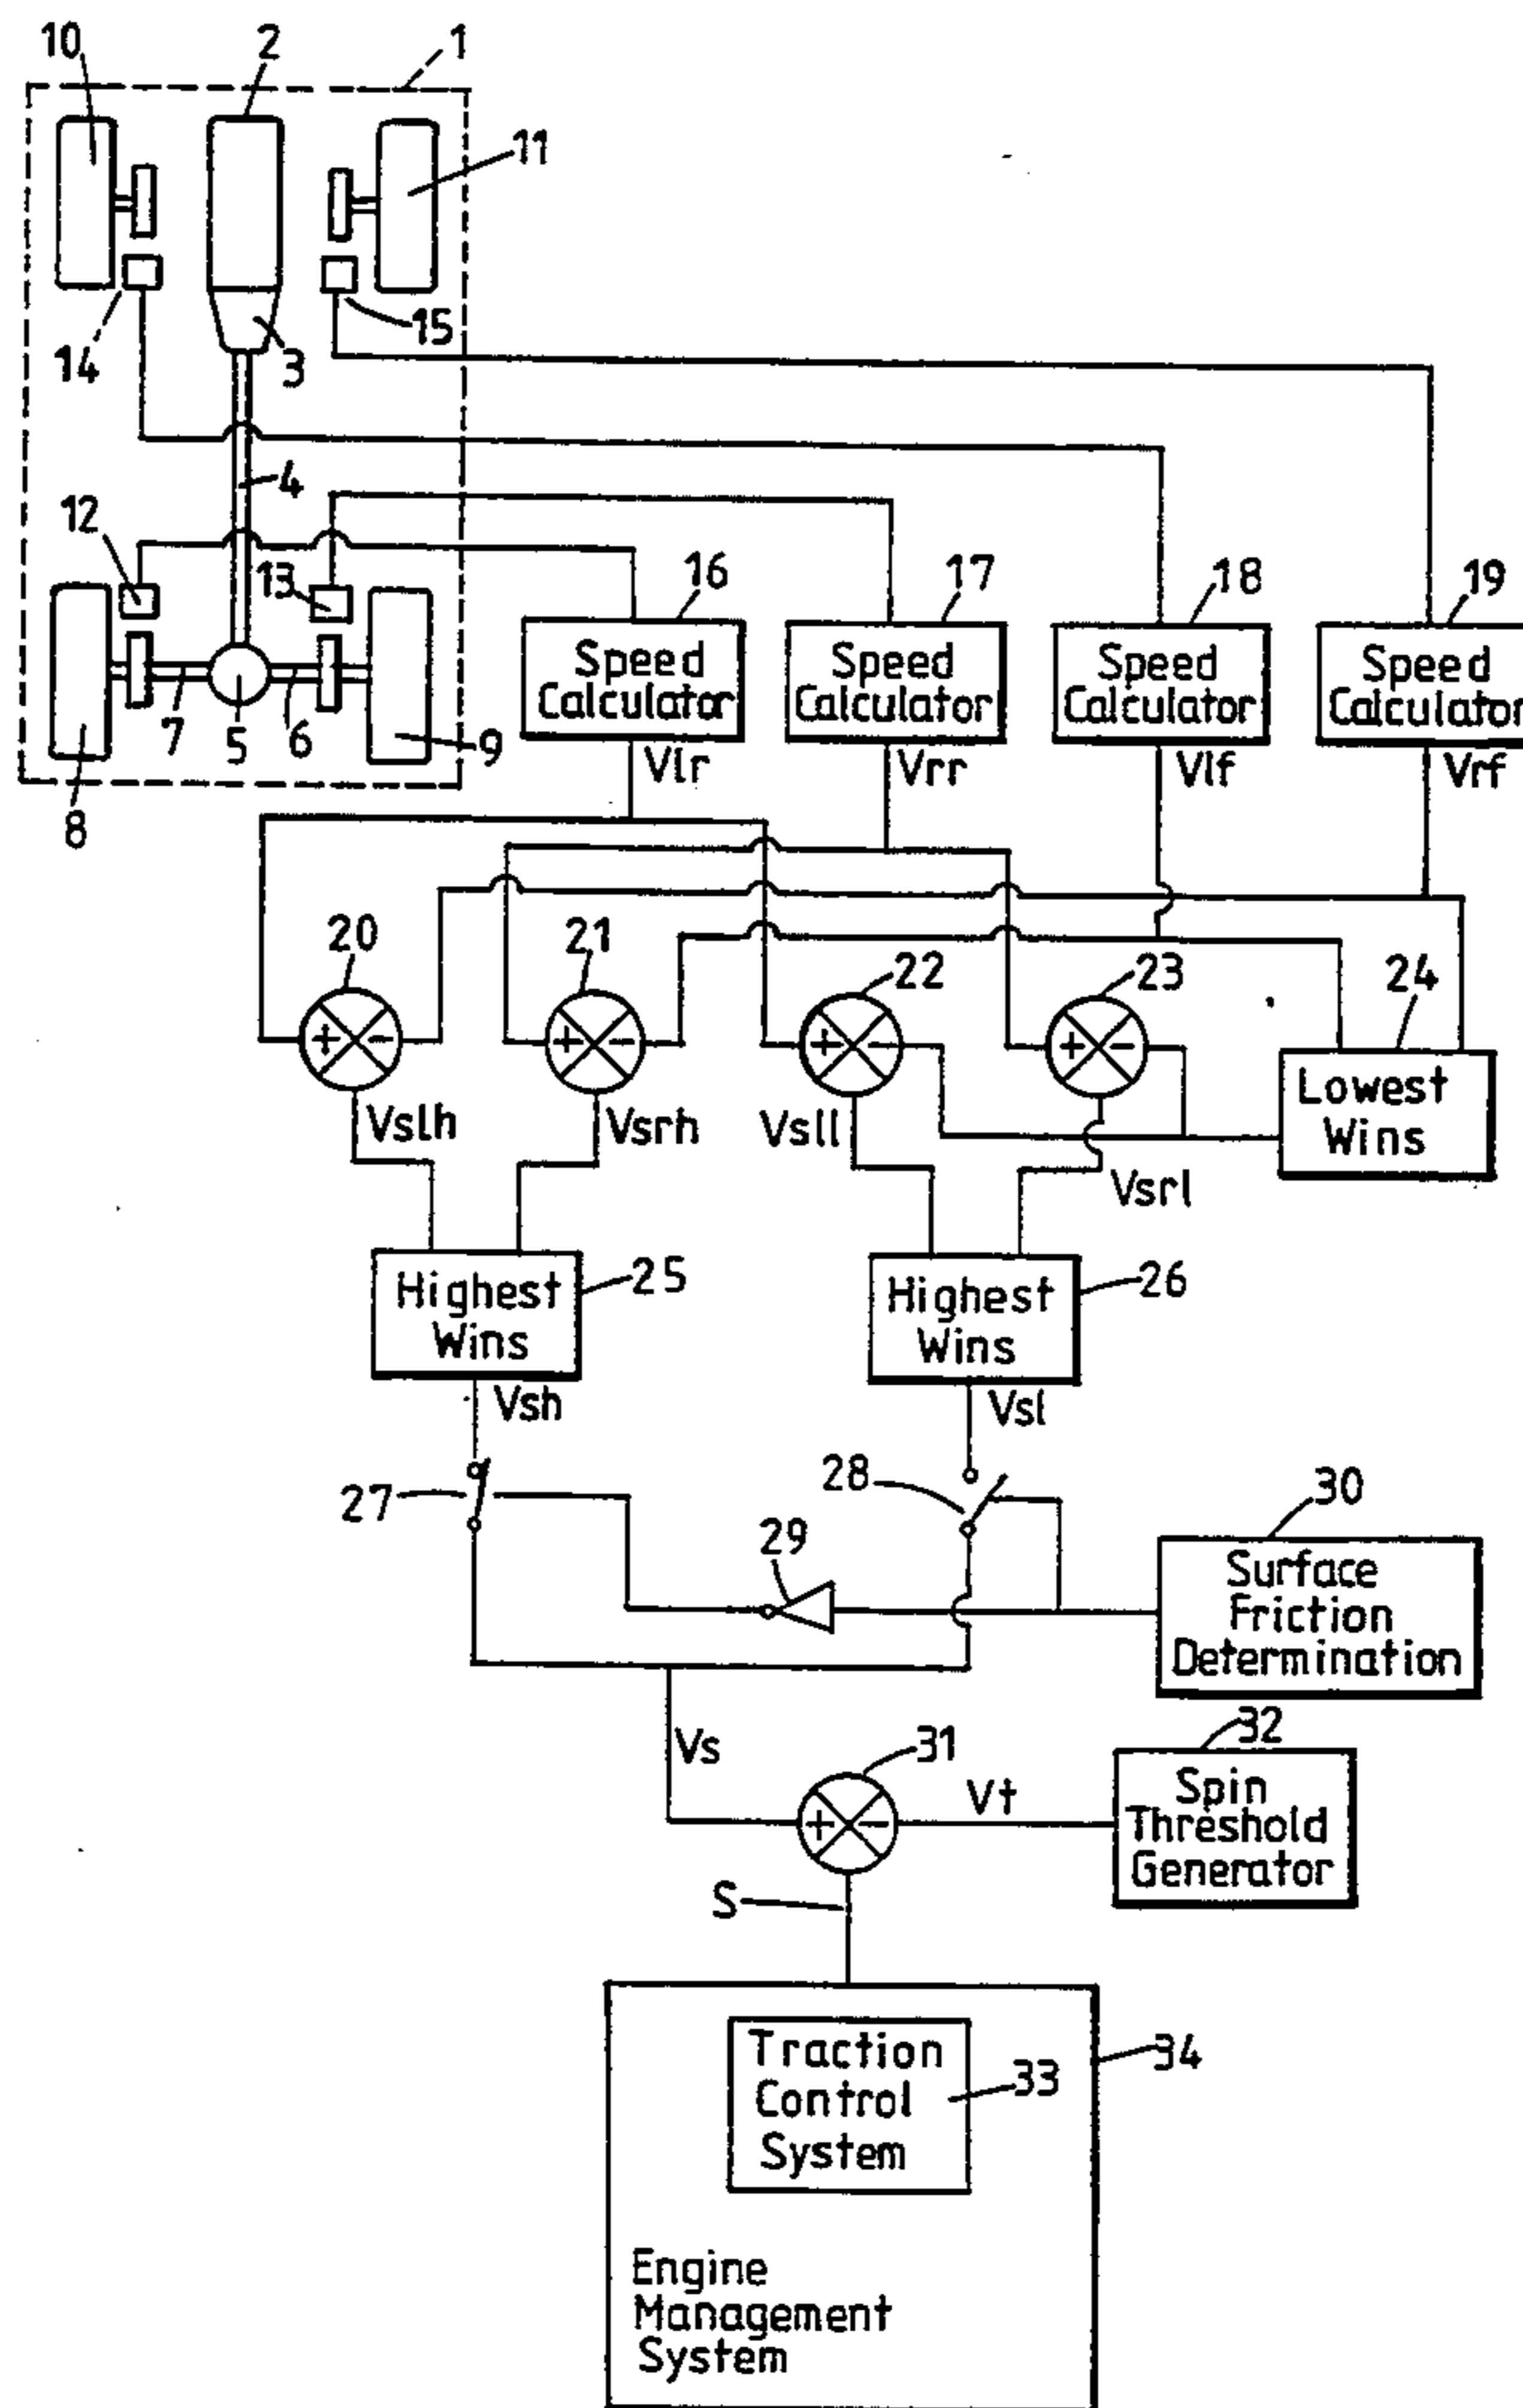 10
2
1
11
14
3
15
4
12
13
16
17
18
19
Speed
Calculator
Speed
Calculator
Speed
Calculator
Speed
Calculator
7
5
6
9
8
Vlr
Vrr
Vlf
Vrf
20
21
22
23
24
+ -
+ -
+ -
+ -
Lowest
Wins
Vslh
Vsrh
Vsll
Vsrl
Highest
Wins
25
Highest
Wins
26
Vsh
Vsl
27
28
29
30
Surface
Friction
Determination
Vs
31
32
+ -
Vt
Spin
Threshold
Generator
S
Traction
Control
System
33
34
Engine
Management
System